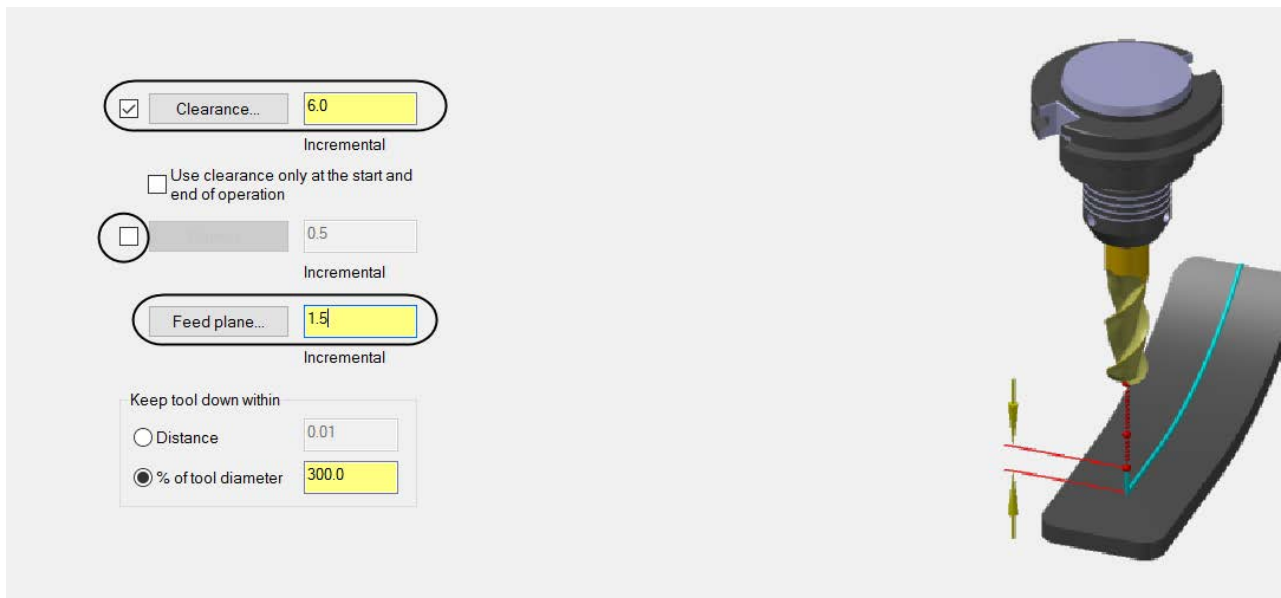 Clearance...
6.0
Incremental
Use clearance only at the start and
end of operation
0.5
Incremental
Feed plane...
1.5
Incremental
Keep tool down within
Distance
0.01
% of tool diameter
300.0